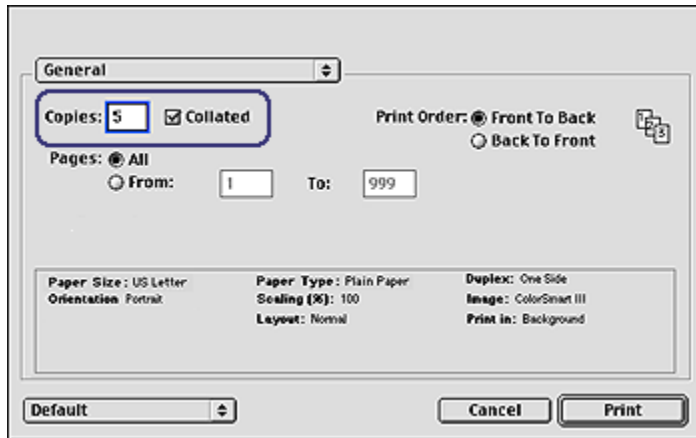 General
Copies: 5 Collated Print Order: Front To Back
Back To Front
Pages: All
From: 1 To: 999
Paper Size: US Letter Paper Type: Plain Paper Duplex: One Side
Orientation Portrait Scaling (%): 100 Image: ColorSmart III
Layout: Normal Print in: Background
Default Cancel Print